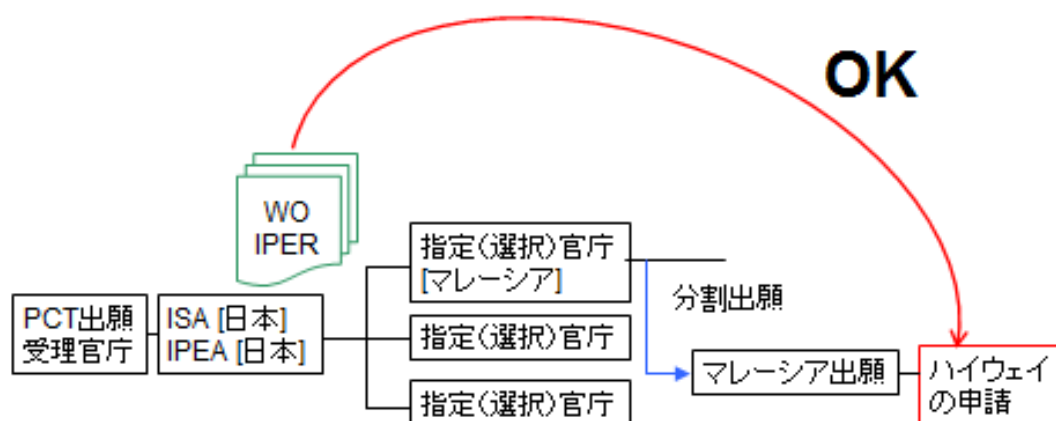 OK
WO
IPER
指定(選択)官庁
[マレーシア]
分割出願
PCT出願
受理官庁
ISA [日本]
IPEA [日本]
指定(選択)官庁
マレーシア出願
ハイウェイ
の申請
指定(選択)官庁